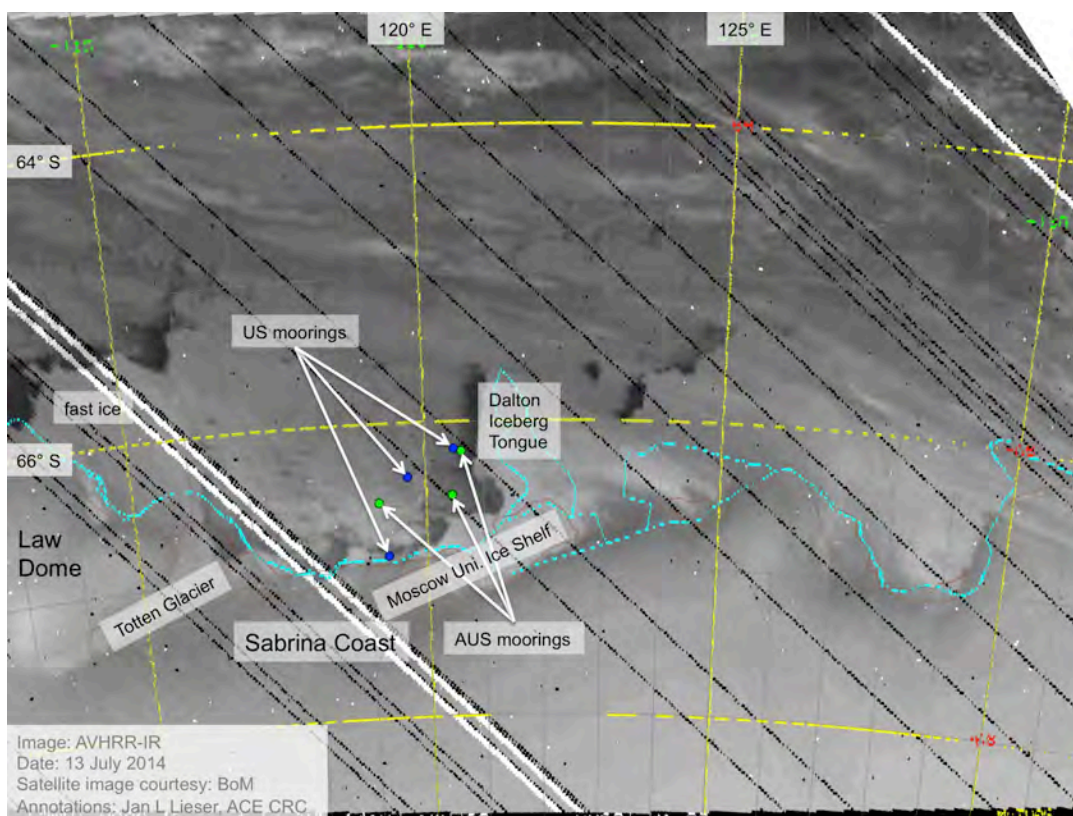 120° E
125° E
64° S
US moorings
fast ice
Dalton
Iceberg
Tongue
66° S
Law
Dome
Moscow Uni. Ice Shelf
Totten Glacier
Sabrina Coast
AUS moorings
Image: AVHRR-IR
Date: 13 July 2014
Satellite image courtesy: BoM
Annotations: Jan L Lieser, ACE CRC